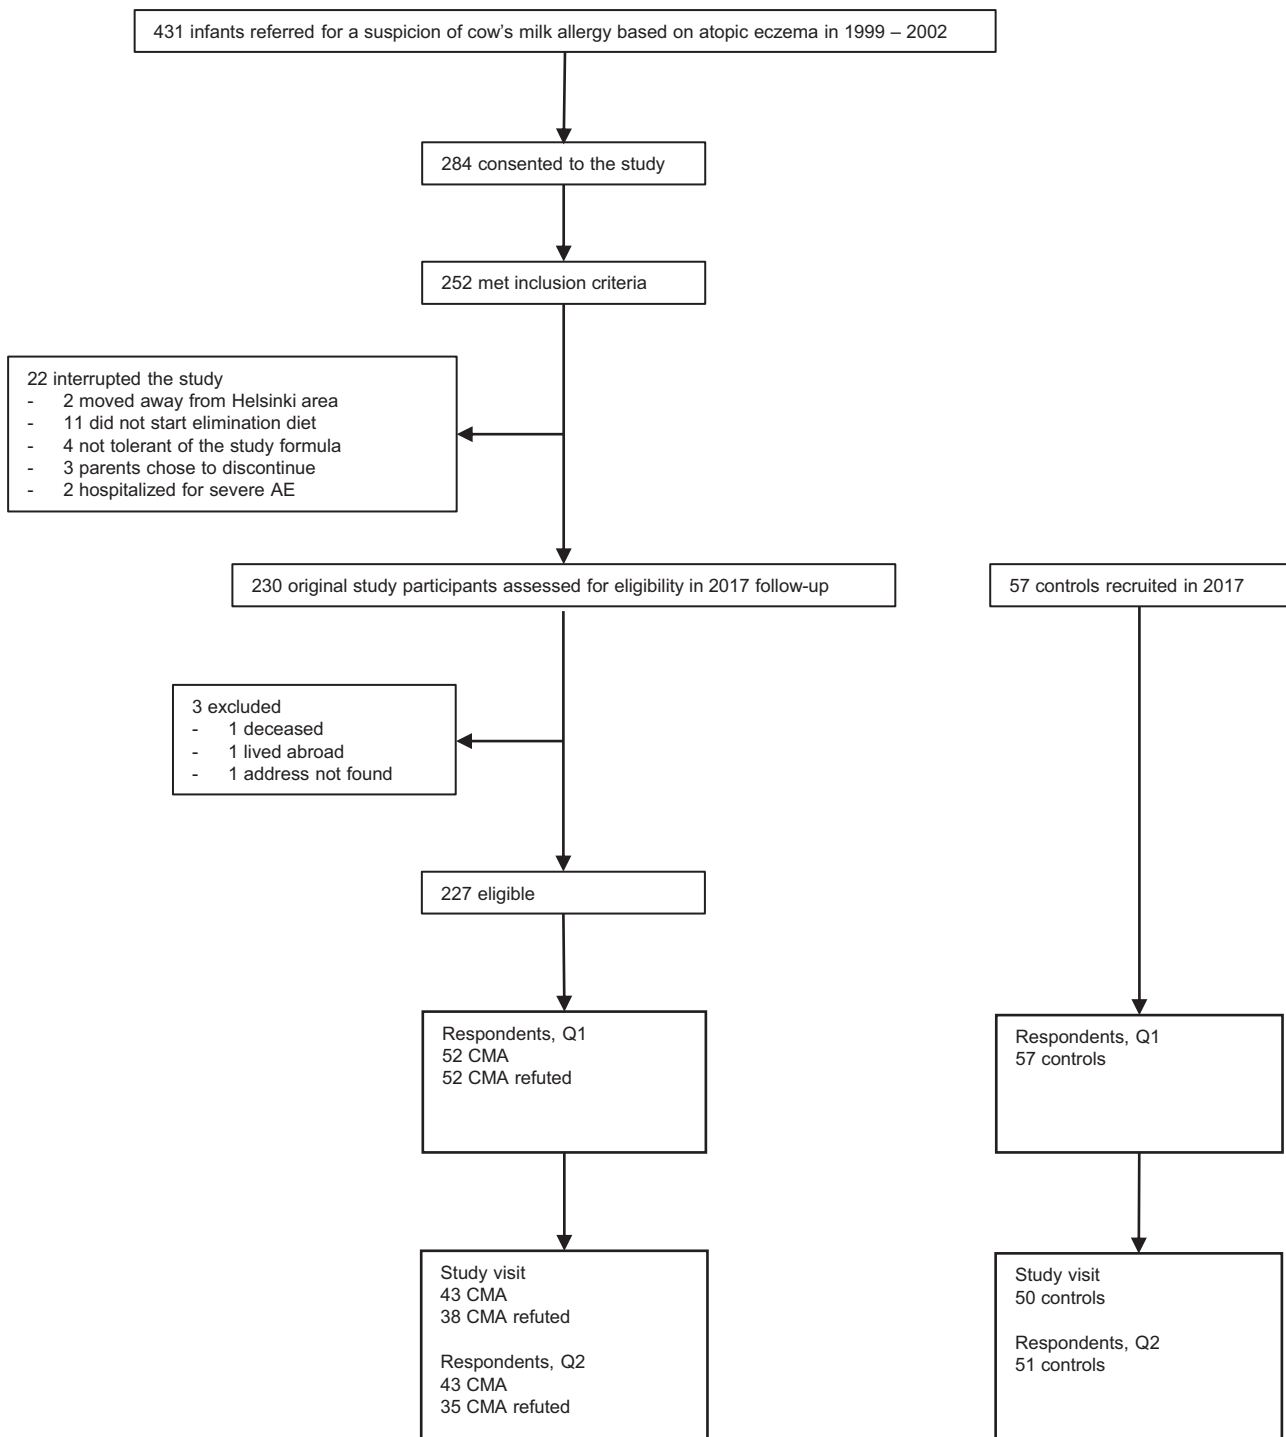 431 infants referred for a suspicion of cow's milk allergy based on atopic eczema in 1999 – 2002
284 consented to the study
252 met inclusion criteria
22 interrupted the study
- 2 moved away from Helsinki area
- 11 did not start elimination diet
- 4 not tolerant of the study formula
- 3 parents chose to discontinue
- 2 hospitalized for severe AE
230 original study participants assessed for eligibility in 2017 follow-up
57 controls recruited in 2017
3 excluded
- 1 deceased
- 1 lived abroad
- 1 address not found
227 eligible
Respondents, Q1
52 CMA
52 CMA refuted
Respondents, Q1
57 controls
Study visit
43 CMA
38 CMA refuted
Respondents, Q2
43 CMA
35 CMA refuted
Study visit
50 controls
Respondents, Q2
51 controls